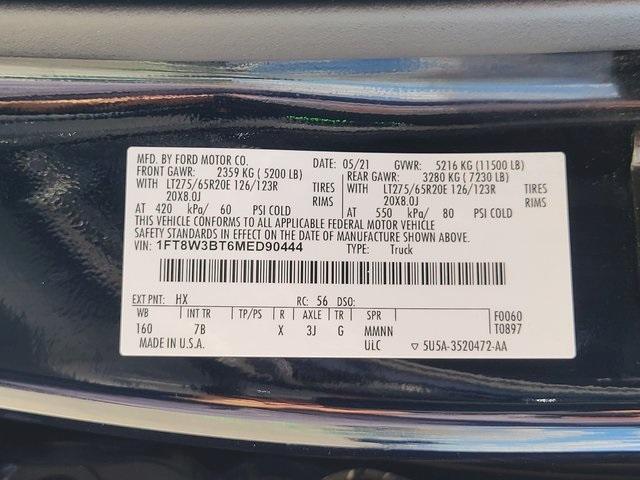 MFD. BY FORD MOTOR CO. DATE: 05/21 GVWR: 5216 KG (11500 LB)
FRONT GAWR: 2359 KG ( 5200 LB) REAR GAWR: 3280 KG ( 7230 LB)
WITH LT275/65R20E 126/123R TIRES WITH LT275/65R20E 126/123R TIRES
20X8.0J RIMS 20X8.0J RIMS
AT 420 kPa/ 60 PSI COLD AT 550 kPa/ 80 PSI COLD
THIS VEHICLE CONFORMS TO ALL APPLICABLE FEDERAL MOTOR VEHICLE
SAFETY STANDARDS IN EFFECT ON THE DATE OF MANUFACTURE SHOWN ABOVE.
VIN: 1FT8W3BT6MED90444 TYPE: Truck
EXT PNT: HX RC: 56 DSO:
WB INT TR TP/PS R AXLE TR SPR F0060
160 7B X 3J G MMNN T0897
MADE IN U.S.A. ULC ▽ 5U5A-3520472-AA